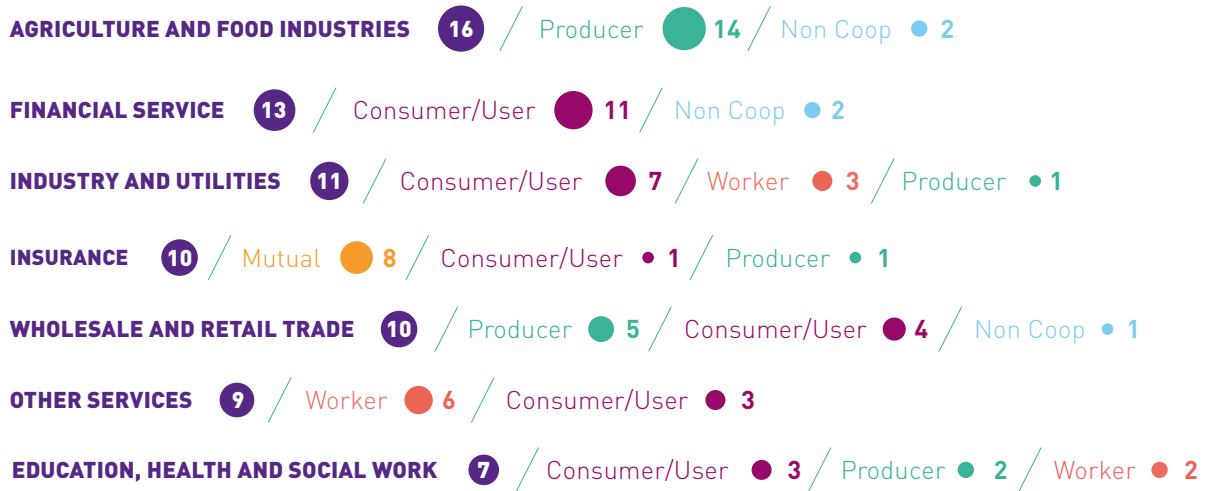 AGRICULTURE AND FOOD INDUSTRIES 16 / Producer 14 / Non Coop 2
FINANCIAL SERVICE 13 / Consumer/User 11 / Non Coop 2
INDUSTRY AND UTILITIES 11 / Consumer/User 7 / Worker 3 / Producer 1
INSURANCE 10 / Mutual 8 / Consumer/User 1 / Producer 1
WHOLESALE AND RETAIL TRADE 10 / Producer 5 / Consumer/User 4 / Non Coop 1
OTHER SERVICES 9 / Worker 6 / Consumer/User 3
EDUCATION, HEALTH AND SOCIAL WORK 7 / Consumer/User 3 / Producer 2 / Worker 2